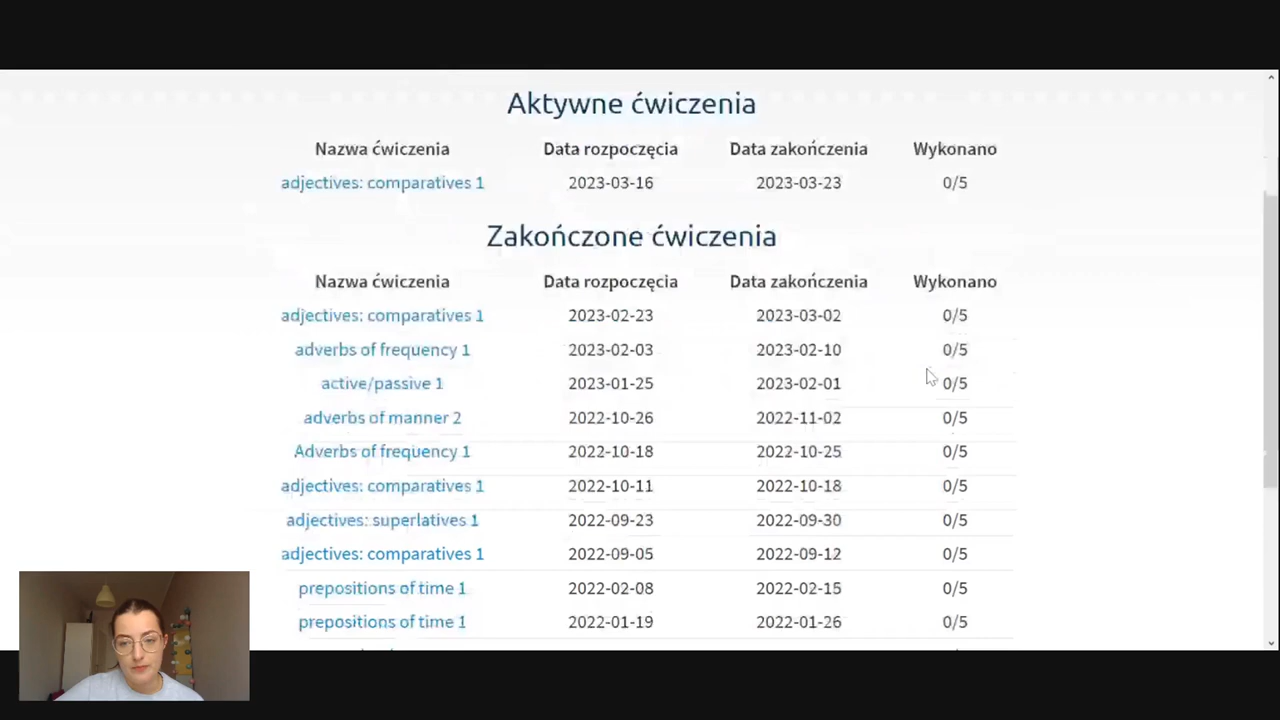 Aktywne ćwiczenia
Nazwa ćwiczenia Data rozpoczęcia Data zakończenia Wykonano
adjectives: comparatives 1 2023-03-16 2023-03-23 0/5
Zakończone ćwiczenia
Nazwa ćwiczenia Data rozpoczęcia Data zakończenia Wykonano
adjectives: comparatives 1 2023-02-23 2023-03-02 0/5
adverbs of frequency 1 2023-02-03 2023-02-10 0/5
active/passive 1 2023-01-25 2023-02-01 0/5
adverbs of manner 2 2022-10-26 2022-11-02 0/5
Adverbs of frequency 1 2022-10-18 2022-10-25 0/5
adjectives: comparatives 1 2022-10-11 2022-10-18 0/5
adjectives: superlatives 1 2022-09-23 2022-09-30 0/5
adjectives: comparatives 1 2022-09-05 2022-09-12 0/5
prepositions of time 1 2022-02-08 2022-02-15 0/5
prepositions of time 1 2022-01-19 2022-01-26 0/5